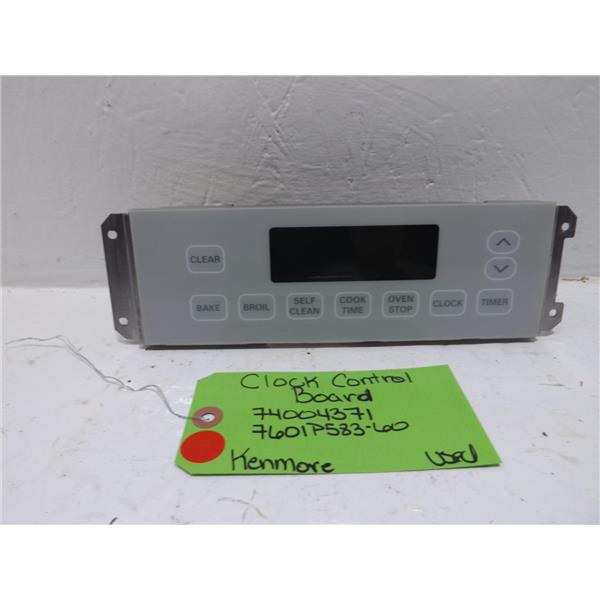 CLEAR
BAKE
BROIL
SELF
CLEAN
COOK
TIME
OVEN
STOP
CLOCK
TIMER
Clock Control
Board
74004371
7601P583-60
Kenmore
USED